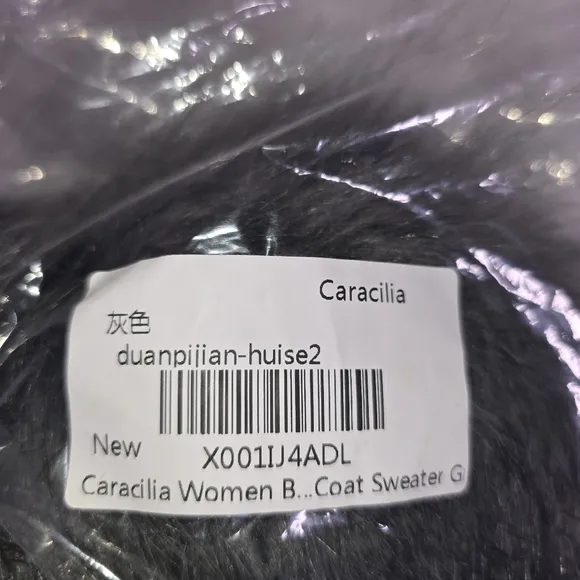 Caracilia
灰色
duanpijian-huise2
New X001IJ4ADL
Caracilia Women B...Coat Sweater G